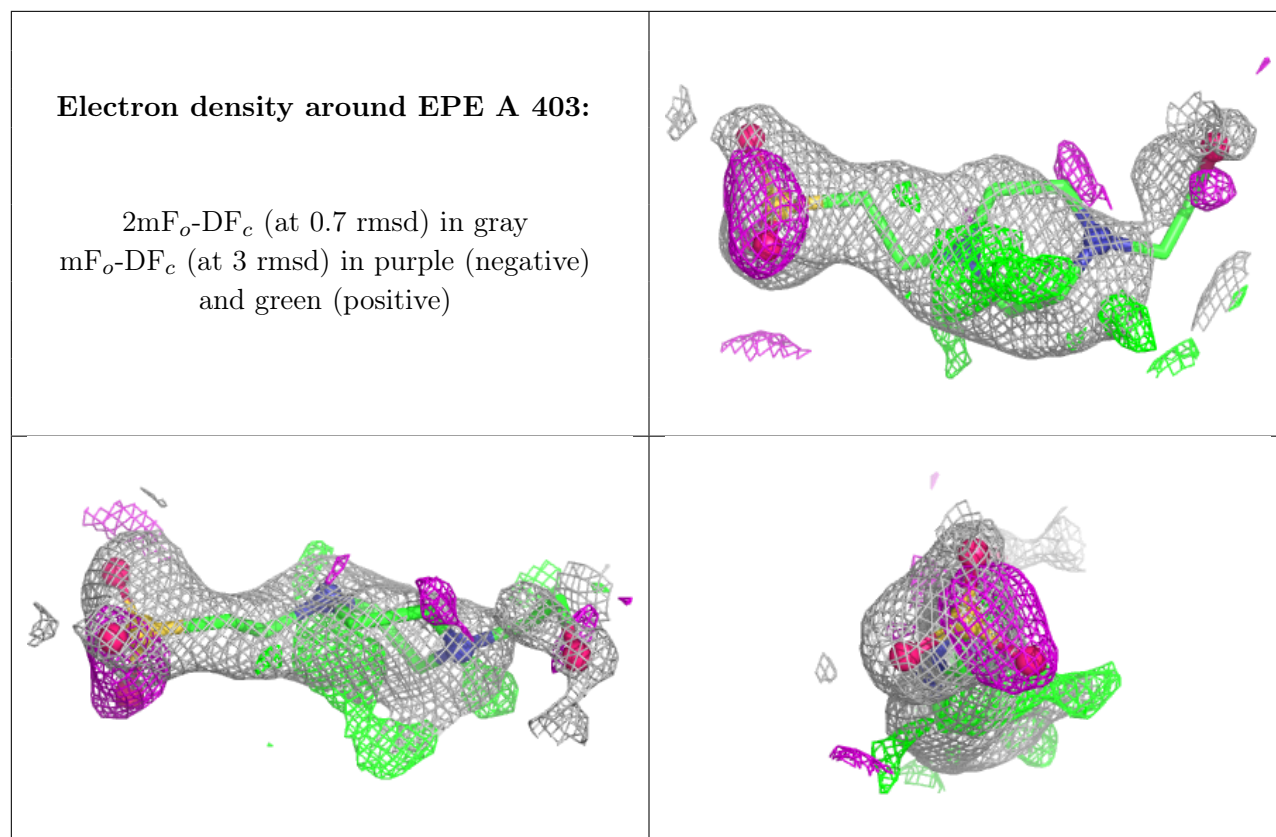 Electron density around EPE A 403:
2mFₒ-DF𝒸 (at 0.7 rmsd) in gray
mFₒ-DF𝒸 (at 3 rmsd) in purple (negative)
and green (positive)